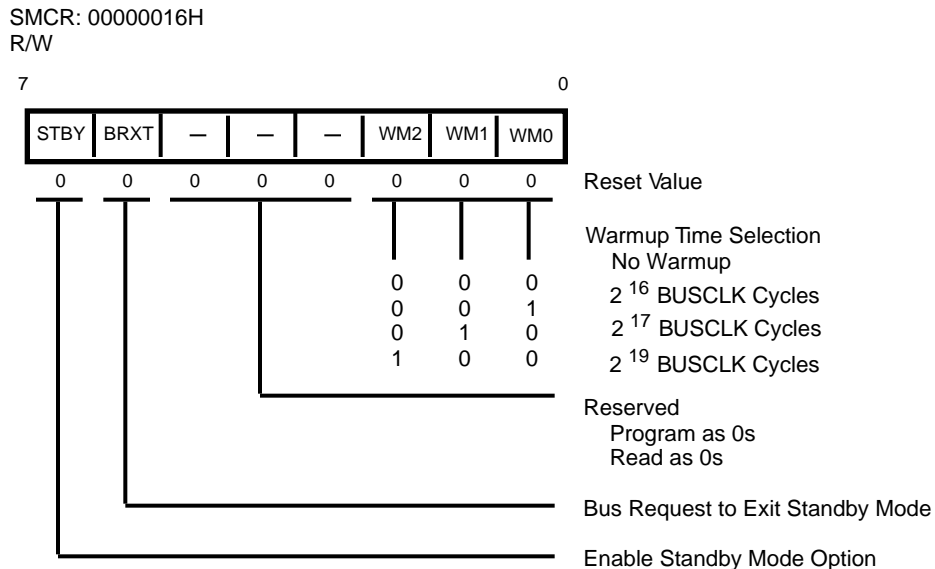 SMCR: 00000016H
R/W
7 0
STBY BRXT — — — WM2 WM1 WM0
0 0 0 0 0 0 0 0 Reset Value
Warmup Time Selection
No Warmup
0 0 0 2 16 BUSCLK Cycles
0 0 1 2 17 BUSCLK Cycles
0 1 0 2 19 BUSCLK Cycles
1 0 0
Reserved
Program as 0s
Read as 0s
Bus Request to Exit Standby Mode
Enable Standby Mode Option